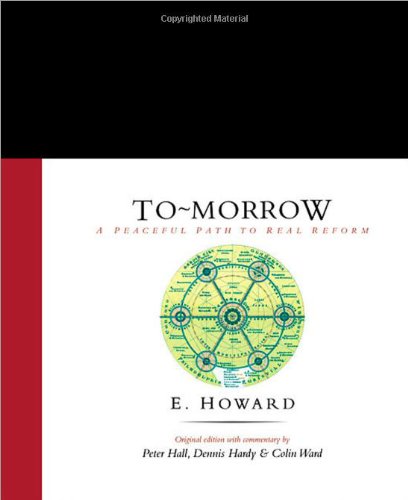 Copyrighted Material
TO~MORROW
A PEACEFUL PATH TO REAL REFORM
E. HOWARD
Original edition with commentary by
Peter Hall, Dennis Hardy & Colin Ward